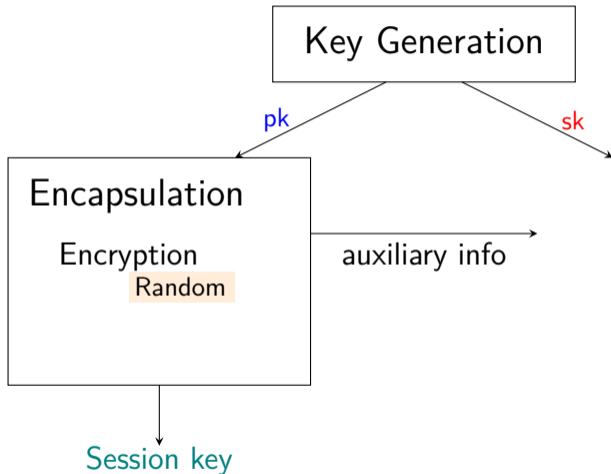 Key Generation
pk
sk
Encapsulation
Encryption
Random
auxiliary info
Session key